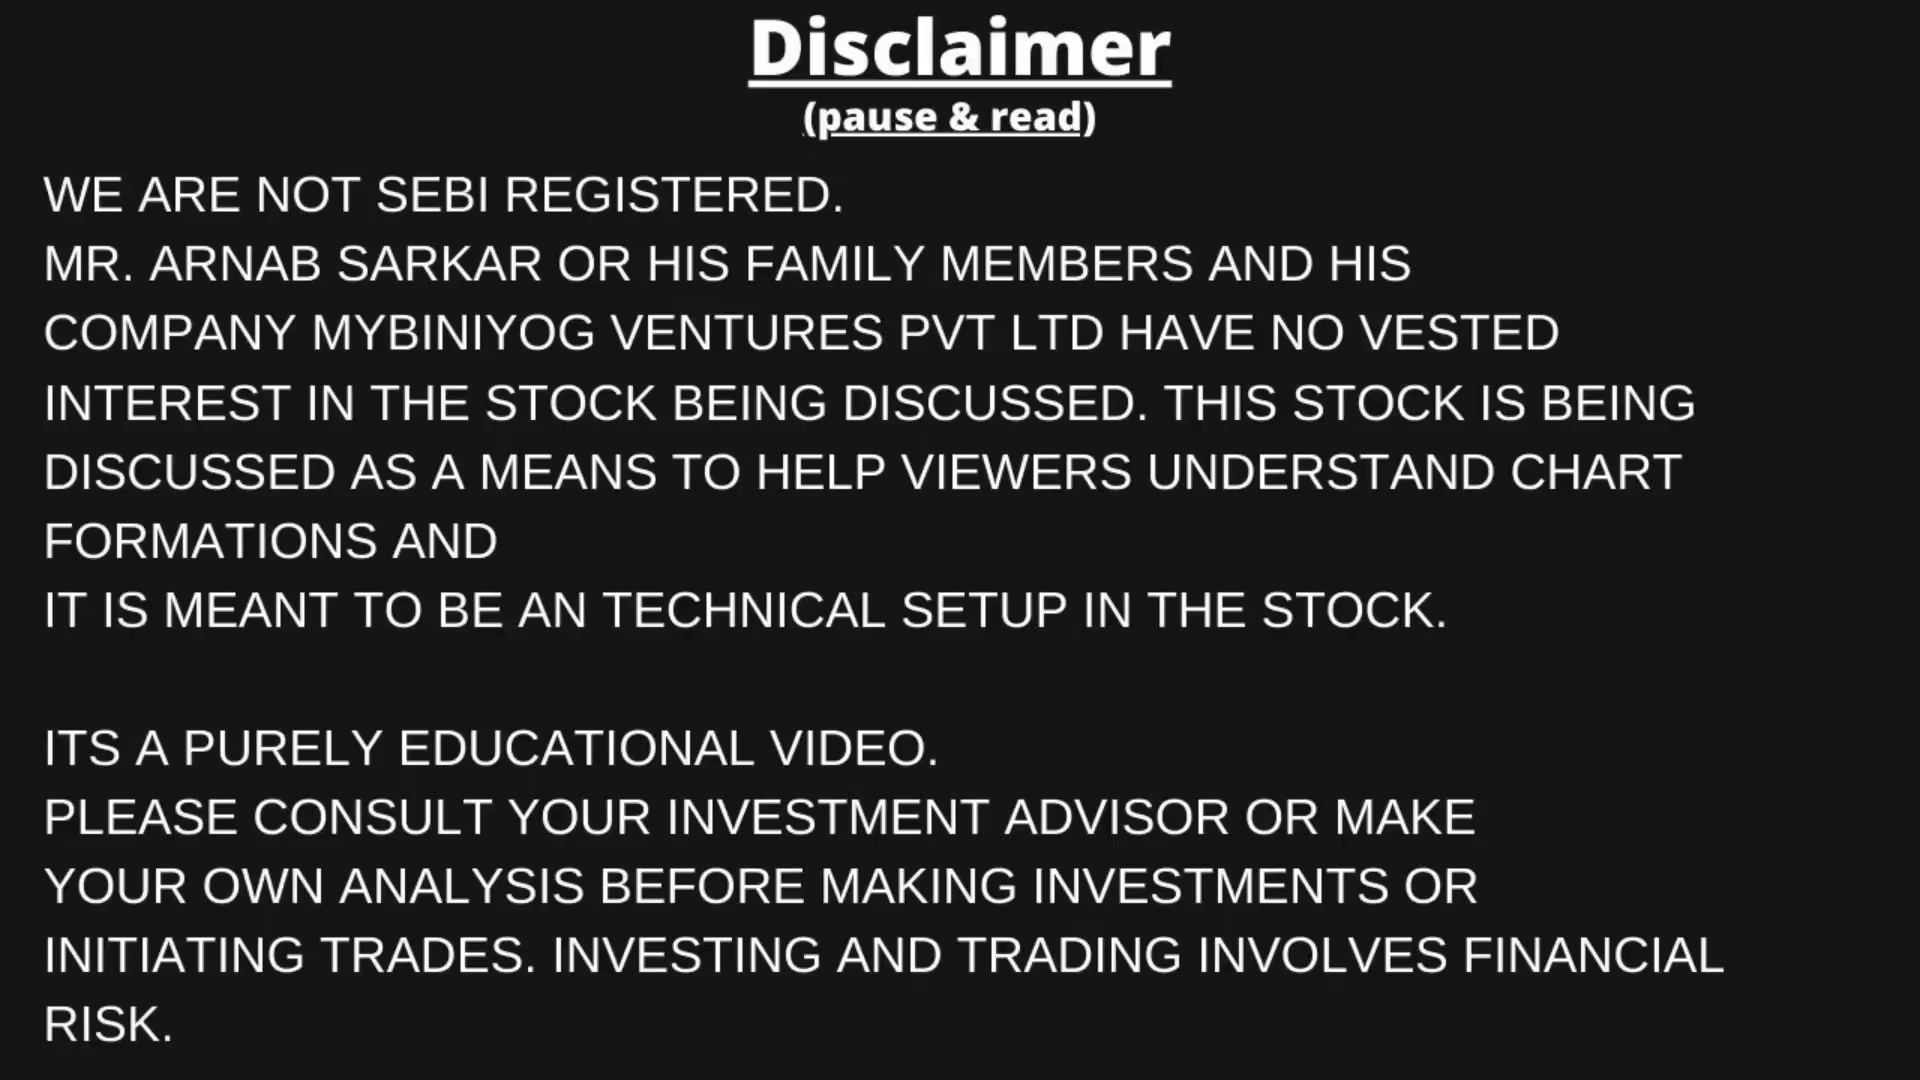 Disclaimer
(pause & read)
WE ARE NOT SEBI REGISTERED.
MR. ARNAB SARKAR OR HIS FAMILY MEMBERS AND HIS
COMPANY MYBINIYOG VENTURES PVT LTD HAVE NO VESTED
INTEREST IN THE STOCK BEING DISCUSSED. THIS STOCK IS BEING
DISCUSSED AS A MEANS TO HELP VIEWERS UNDERSTAND CHART
FORMATIONS AND
IT IS MEANT TO BE AN TECHNICAL SETUP IN THE STOCK.
ITS A PURELY EDUCATIONAL VIDEO.
PLEASE CONSULT YOUR INVESTMENT ADVISOR OR MAKE
YOUR OWN ANALYSIS BEFORE MAKING INVESTMENTS OR
INITIATING TRADES. INVESTING AND TRADING INVOLVES FINANCIAL
RISK.